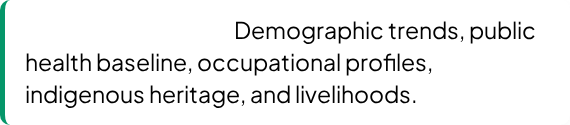 Demographic trends, public
health baseline, occupational profiles,
indigenous heritage, and livelihoods.